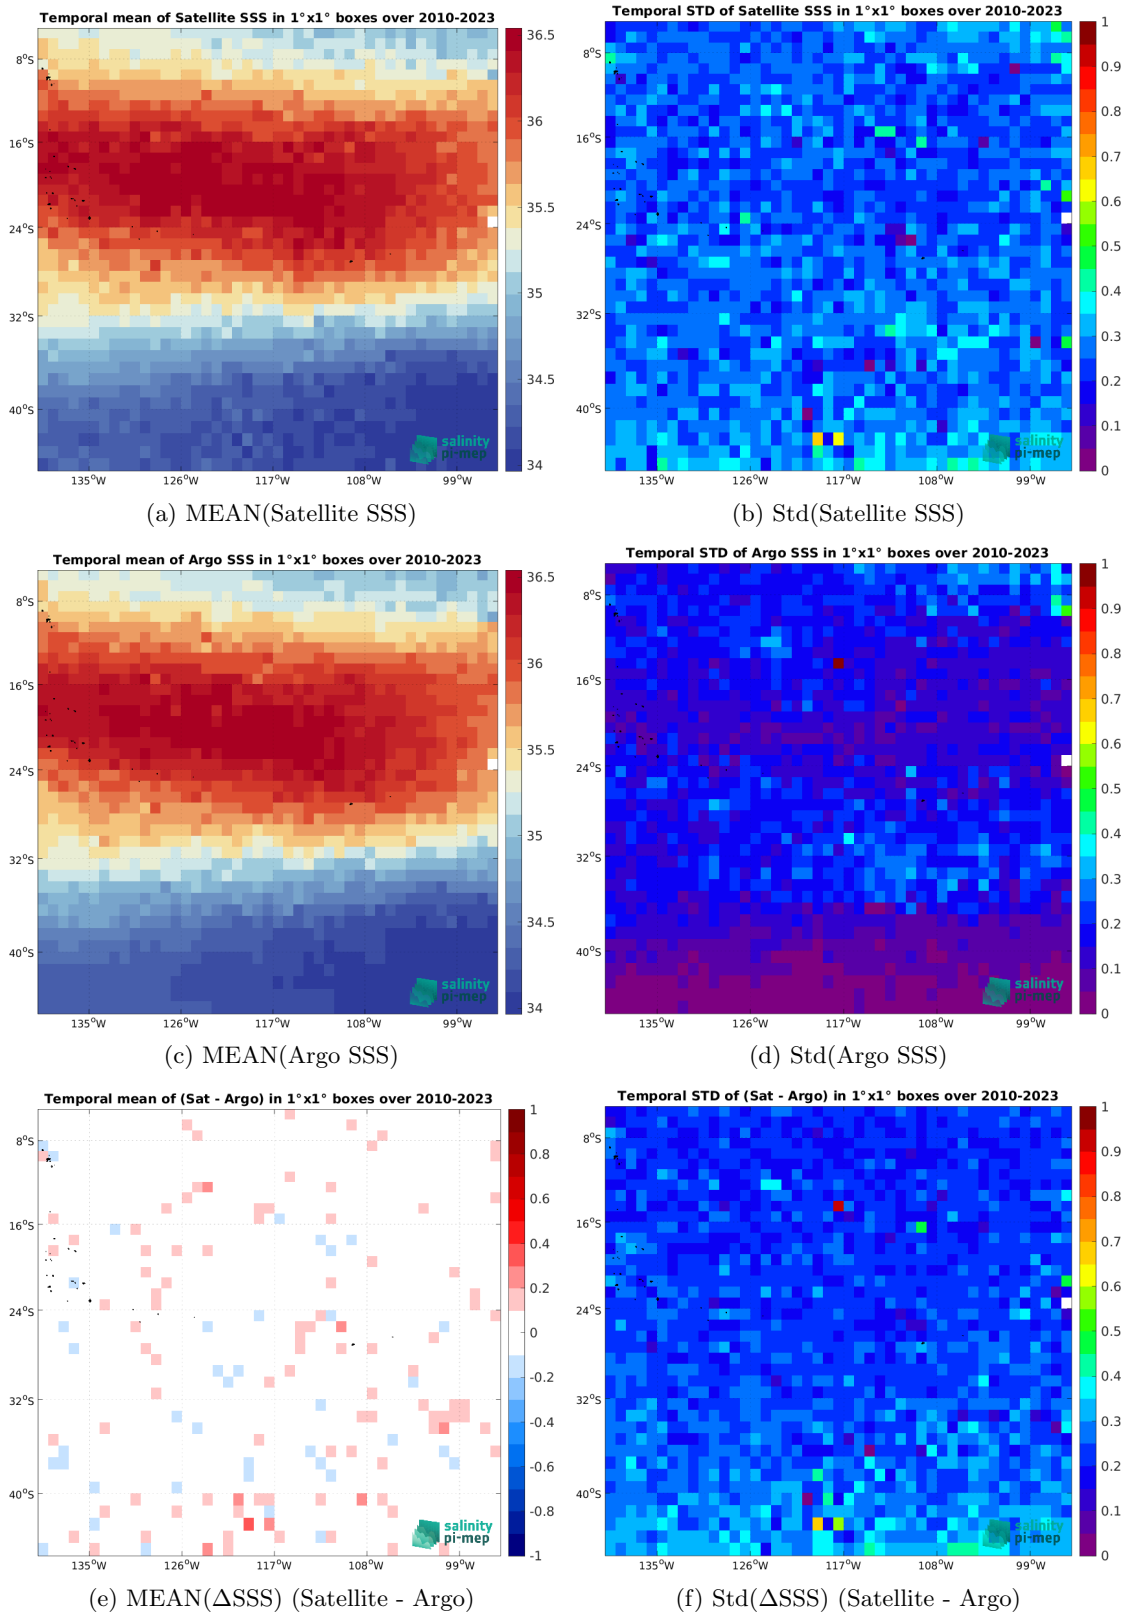 Temporal mean of Satellite SSS in 1°x1° boxes over 2010-2023
8°S
16°S
24°S
32°S
40°S
135°W 126°W 117°W 108°W 99°W
36.5
36
35.5
35
34.5
34
salinity
pi-mep
(a) MEAN(Satellite SSS)
Temporal STD of Satellite SSS in 1°x1° boxes over 2010-2023
8°S
16°S
24°S
32°S
40°S
135°W 126°W 117°W 108°W 99°W
1
0.9
0.8
0.7
0.6
0.5
0.4
0.3
0.2
0.1
0
salinity
pi-mep
(b) Std(Satellite SSS)
Temporal mean of Argo SSS in 1°x1° boxes over 2010-2023
8°S
16°S
24°S
32°S
40°S
135°W 126°W 117°W 108°W 99°W
36.5
36
35.5
35
34.5
34
salinity
pi-mep
(c) MEAN(Argo SSS)
Temporal STD of Argo SSS in 1°x1° boxes over 2010-2023
8°S
16°S
24°S
32°S
40°S
135°W 126°W 117°W 108°W 99°W
1
0.9
0.8
0.7
0.6
0.5
0.4
0.3
0.2
0.1
0
salinity
pi-mep
(d) Std(Argo SSS)
Temporal mean of (Sat - Argo) in 1°x1° boxes over 2010-2023
8°S
16°S
24°S
32°S
40°S
135°W 126°W 117°W 108°W 99°W
1
0.8
0.6
0.4
0.2
0
-0.2
-0.4
-0.6
-0.8
-1
salinity
pi-mep
(e) MEAN(ΔSSS) (Satellite - Argo)
Temporal STD of (Sat - Argo) in 1°x1° boxes over 2010-2023
8°S
16°S
24°S
32°S
40°S
135°W 126°W 117°W 108°W 99°W
1
0.9
0.8
0.7
0.6
0.5
0.4
0.3
0.2
0.1
0
salinity
pi-mep
(f) Std(ΔSSS) (Satellite - Argo)